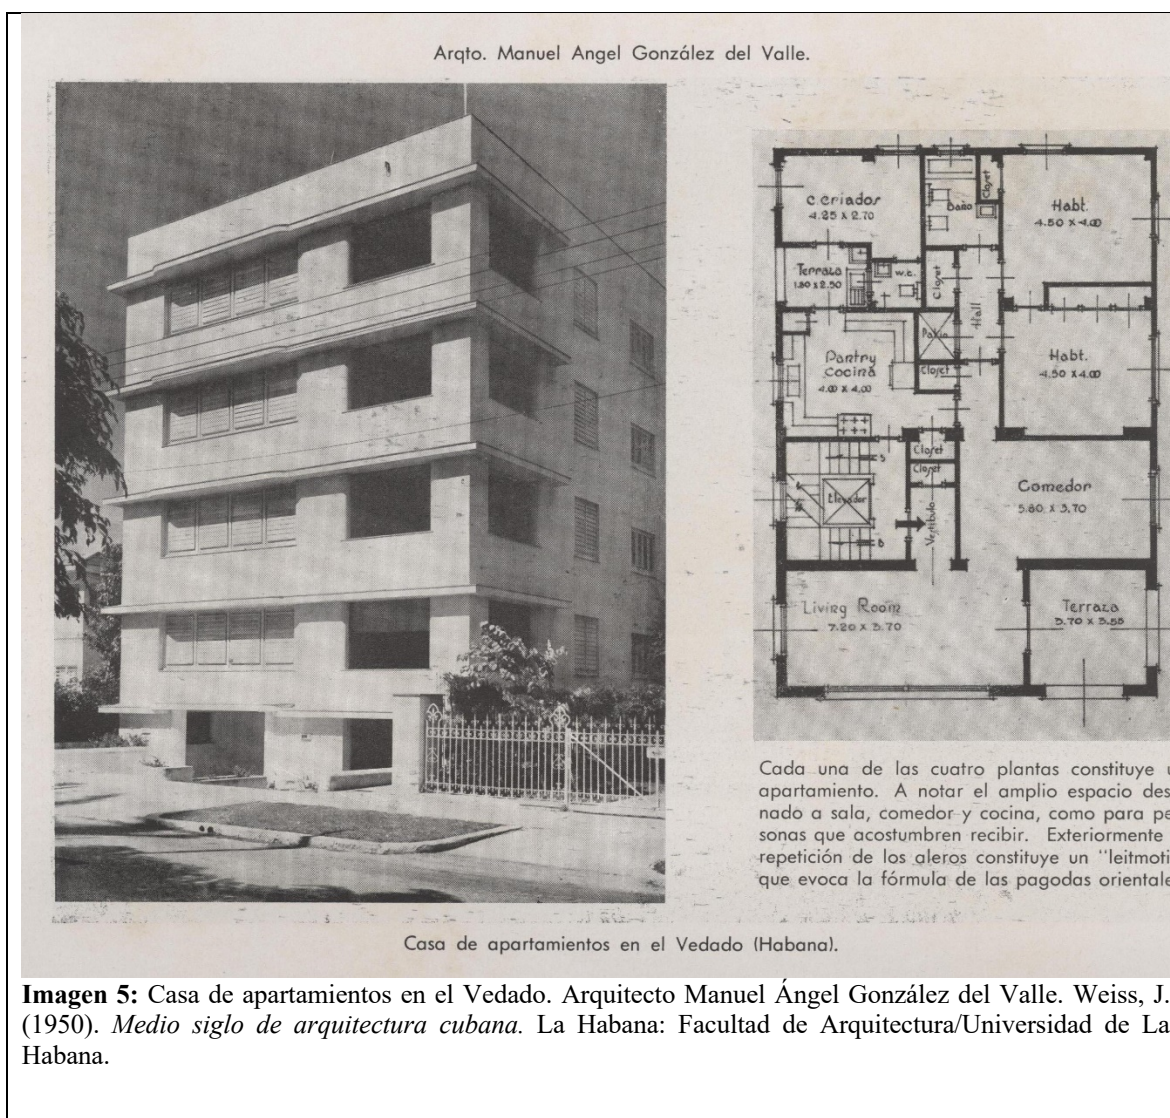 Arqto. Manuel Angel González del Valle.
c. criados
4.25 x 2.70
Baño
Closet
Habt.
4.50 x 4.00
Terraza
1.80 x 2.50
w.c.
Closet
Hall
Patio
Pantry
Cocina
4.00 x 4.00
Closet
Habt.
4.50 x 4.00
Closet
Closet
S
Elevador
B
Vestibulo
Comedor
5.80 x 3.70
Living Room
7.20 x 3.70
Terraza
3.70 x 3.55
Cada una de las cuatro plantas constituye
apartamiento. A notar el amplio espacio des
nado a sala, comedor y cocina, como para pe
sonas que acostumbren recibir. Exteriormente
repetición de los aleros constituye un "leitmoti
que evoca la fórmula de las pagodas orientale
Casa de apartamientos en el Vedado (Habana).
Imagen 5: Casa de apartamientos en el Vedado. Arquitecto Manuel Ángel González del Valle. Weiss, J.
(1950). Medio siglo de arquitectura cubana. La Habana: Facultad de Arquitectura/Universidad de La
Habana.